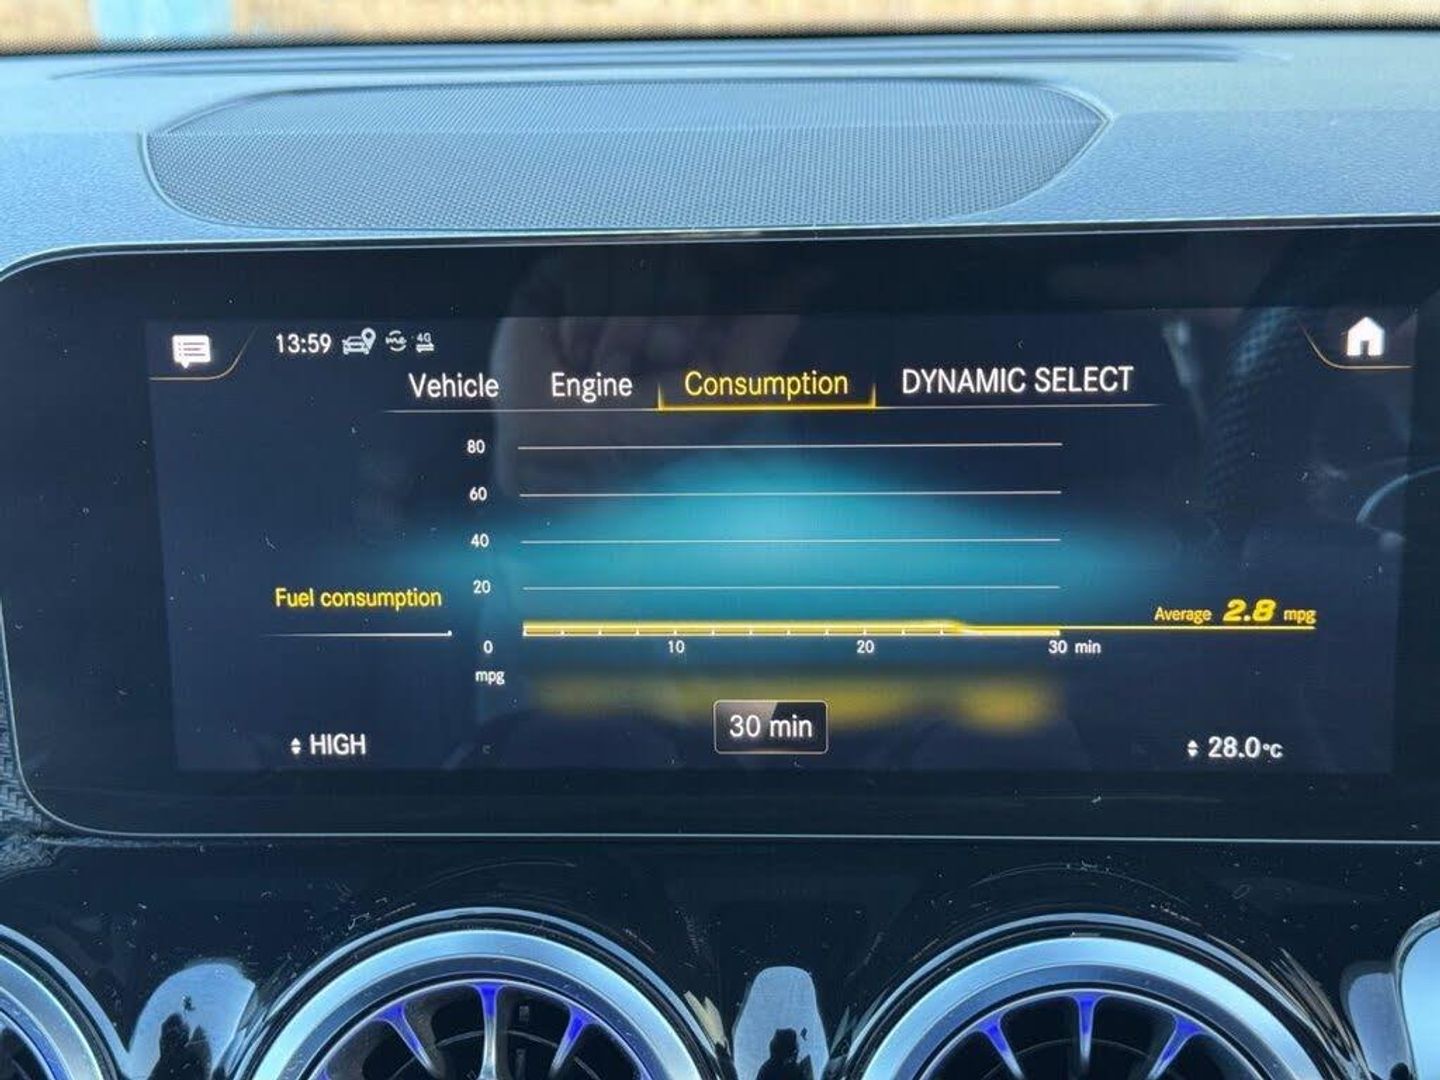 13:59 4G
Vehicle Engine Consumption DYNAMIC SELECT
80
60
40
20
Fuel consumption
Average 2.8 mpg
0 10 20 30 min
mpg
30 min
HIGH 28.0°C